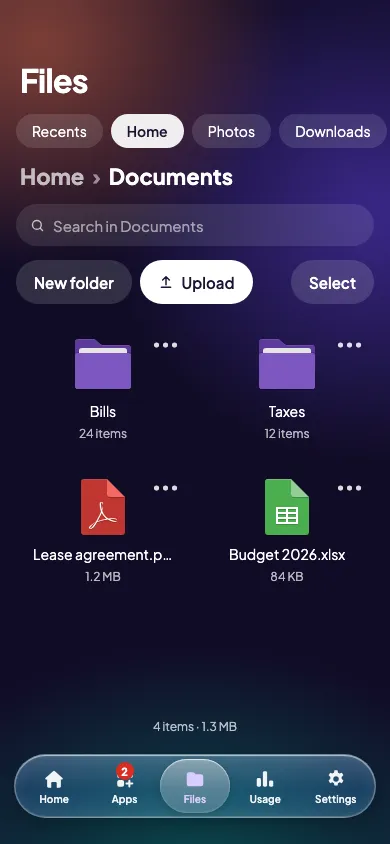 Files
Recents Home Photos Downloads
Home › Documents
Search in Documents
New folder Upload Select
Bills Taxes
24 items 12 items
Lease agreement.p... Budget 2026.xlsx
1.2 MB 84 KB
4 items · 1.3 MB
2
Home Apps Files Usage Settings